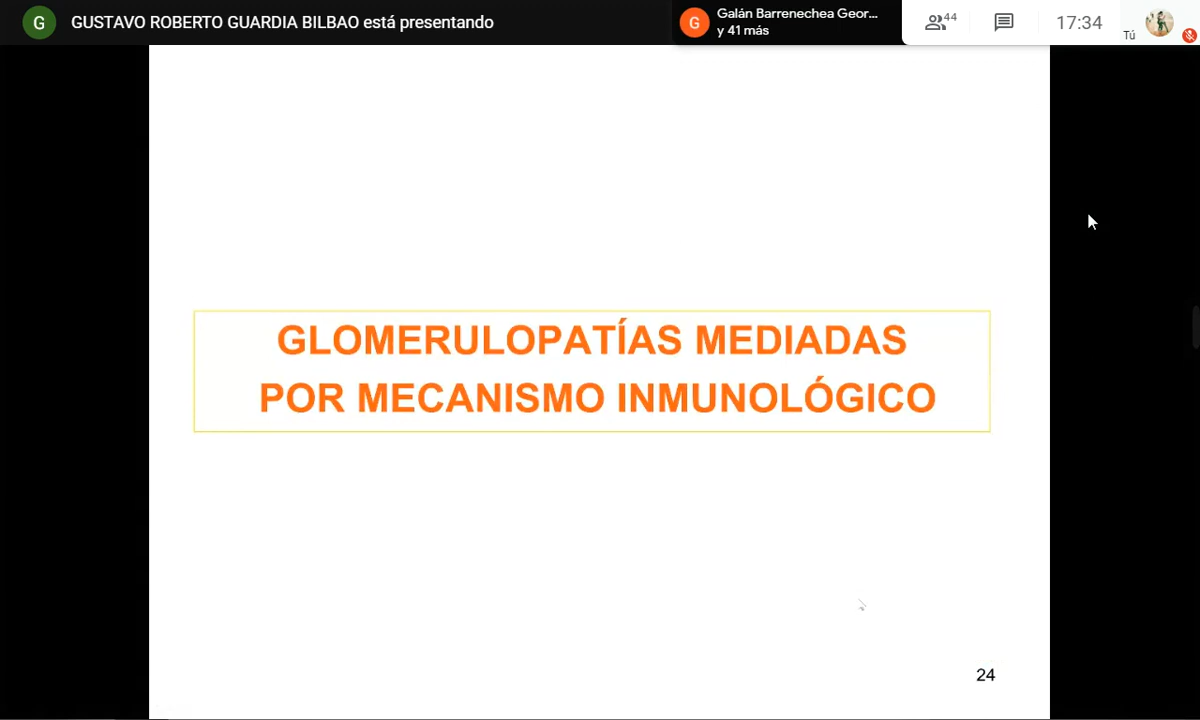 G GUSTAVO ROBERTO GUARDIA BILBAO está presentando
G Galán Barrenechea Geor...
y 41 más
44
17:34
Tú
GLOMERULOPATÍAS MEDIADAS
POR MECANISMO INMUNOLÓGICO
24